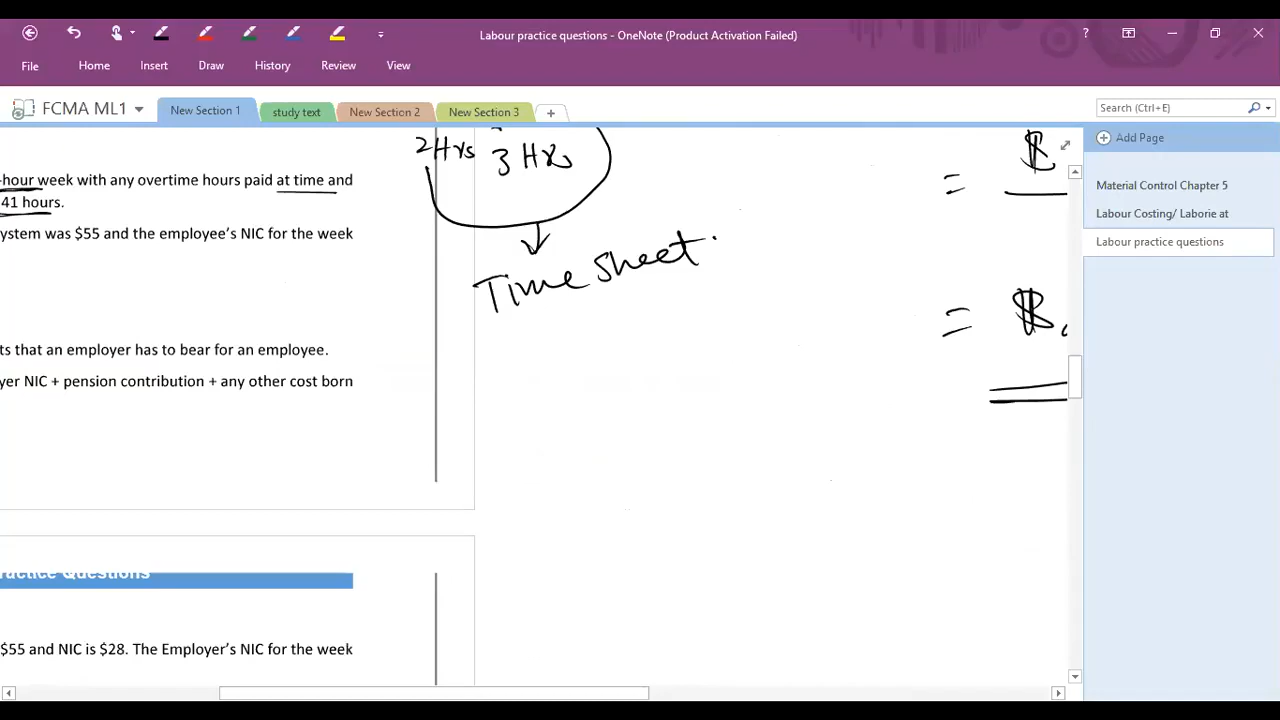 Labour practice questions - OneNote (Product Activation Failed)
File Home Insert Draw History Review View
FCMA ML1 New Section 1 study text New Section 2 New Section 3
Search (Ctrl+E)
Add Page
Material Control Chapter 5
Labour Costing/ Laborie at
Labour practice questions
2Hrs 3 Hrs
= $
-hour week with any overtime hours paid at time and
41 hours.
ystem was $55 and the employee's NIC for the week
Time Sheet.
= $
ts that an employer has to bear for an employee.
yer NIC + pension contribution + any other cost born
ractice Questions
$55 and NIC is $28. The Employer's NIC for the week